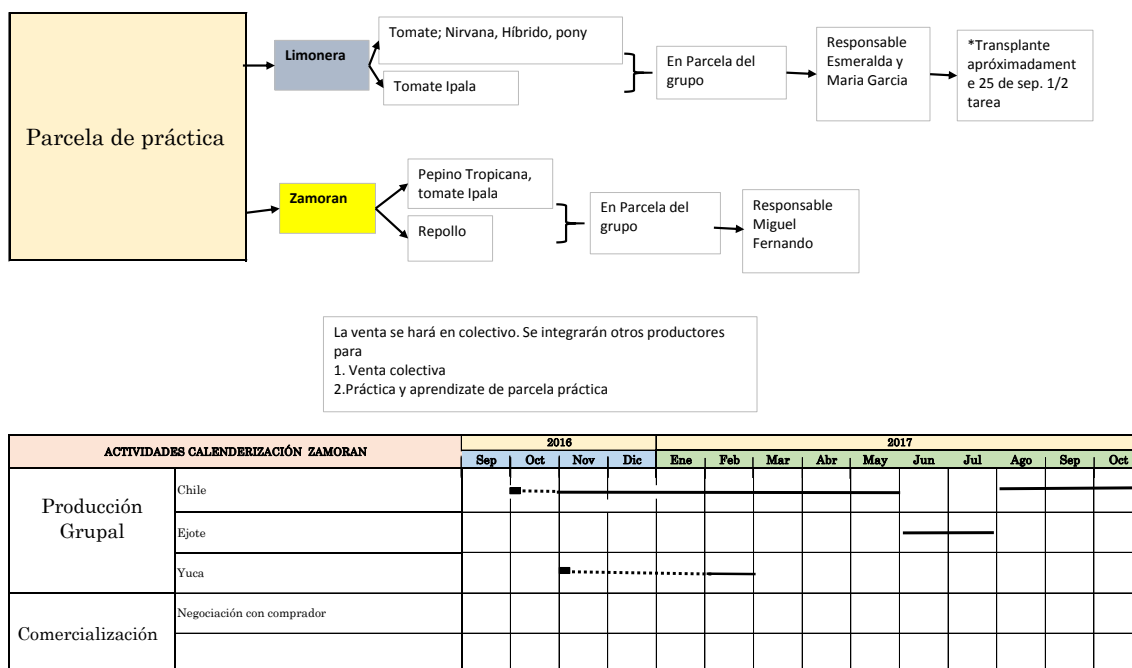 Parcela de práctica
Limonera
Tomate; Nirvana, Híbrido, pony
Tomate Ipala
En Parcela del
grupo
Responsable
Esmeralda y
Maria Garcia
*Transplante
apróximadament
e 25 de sep. 1/2
tarea
Zamoran
Pepino Tropicana,
tomate Ipala
Repollo
En Parcela del
grupo
Responsable
Miguel
Fernando
La venta se hará en colectivo. Se integrarán otros productores
para
1. Venta colectiva
2.Práctica y aprendizate de parcela práctica
ACTIVIDADES CALENDERIZACIÓN ZAMORAN
2016
2017
Sep Oct Nov Dic Ene Feb Mar Abr May Jun Jul Ago Sep Oct
Producción
Grupal
Chile
Ejote
Yuca
Comercialización
Negociación con comprador